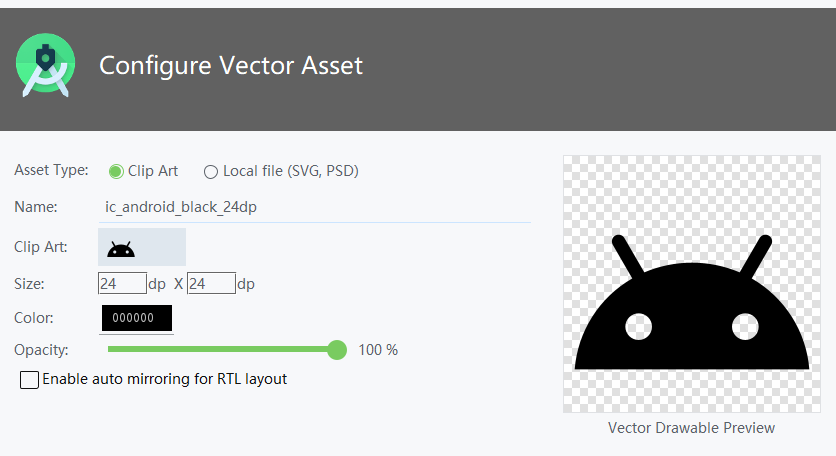 Configure Vector Asset
Asset Type: Clip Art Local file (SVG, PSD)
Name: ic_android_black_24dp
Clip Art:
Size: 24 dp X 24 dp
Color: 000000
Opacity: 100 %
Enable auto mirroring for RTL layout
Vector Drawable Preview